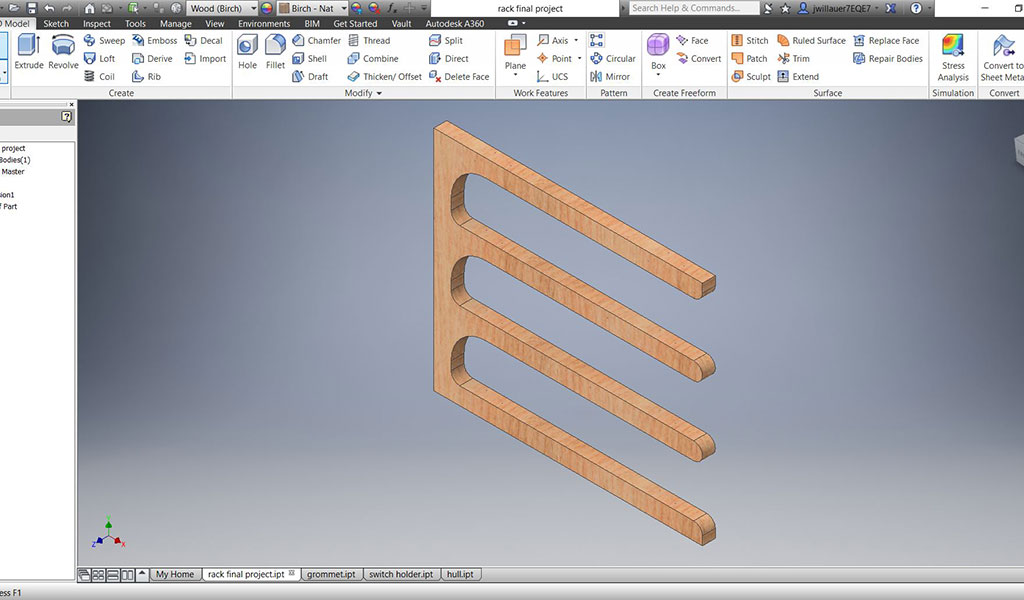 Wood (Birch) Birch - Nat rack final project Search Help & Commands... jwillauer7EQE7
Model Sketch Inspect Tools Manage View Environments BIM Get Started Vault Autodesk A360
Extrude Revolve Sweep Emboss Decal
Loft Derive Import
Coil Rib
Hole Fillet Chamfer Thread Split
Shell Combine Direct
Draft Thicken/ Offset Delete Face
Plane Axis
Point
UCS
Circular
Mirror
Box Face
Convert
Stitch Ruled Surface Replace Face
Patch Trim Repair Bodies
Sculpt Extend
Stress
Analysis
Convert to
Sheet Meta
Create Modify Work Features Pattern Create Freeform Surface Simulation Convert
project
Bodies(1)
Master
sion1
f Part
Y
Z X
My Home rack final project.ipt grommet.ipt switch holder.ipt hull.ipt
ess F1